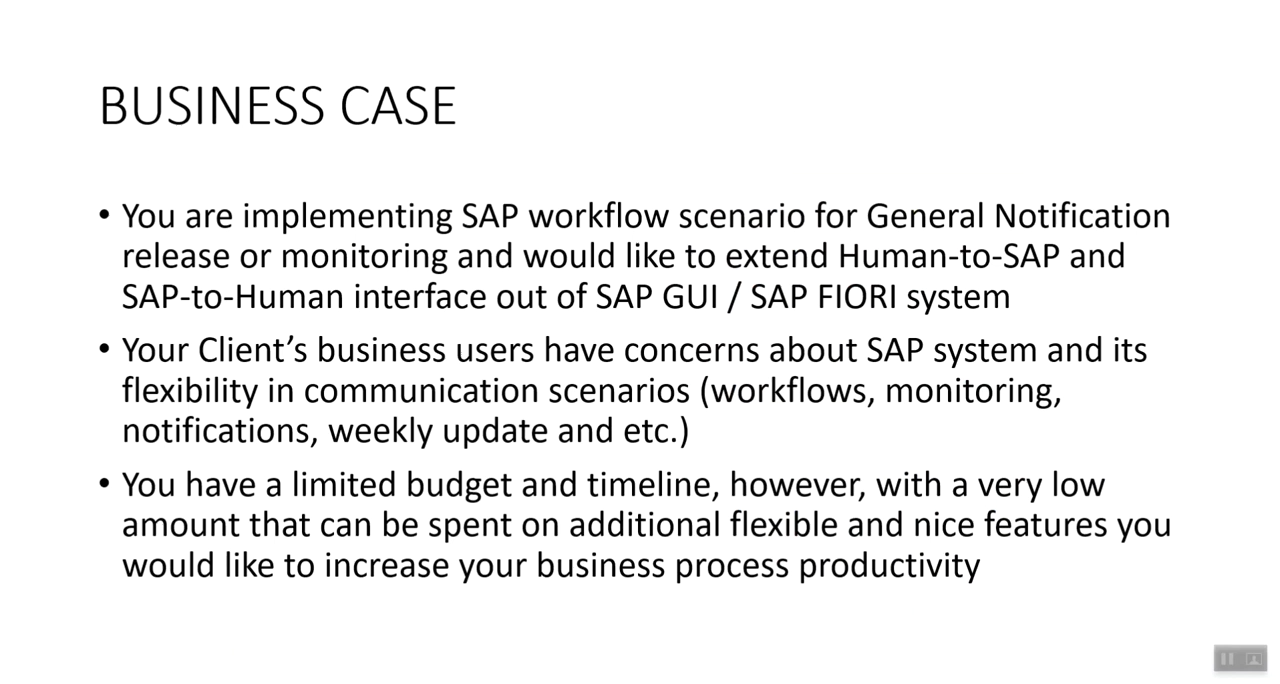 BUSINESS CASE
• You are implementing SAP workflow scenario for General Notification
release or monitoring and would like to extend Human-to-SAP and
SAP-to-Human interface out of SAP GUI / SAP FIORI system
• Your Client’s business users have concerns about SAP system and its
flexibility in communication scenarios (workflows, monitoring,
notifications, weekly update and etc.)
• You have a limited budget and timeline, however, with a very low
amount that can be spent on additional flexible and nice features you
would like to increase your business process productivity